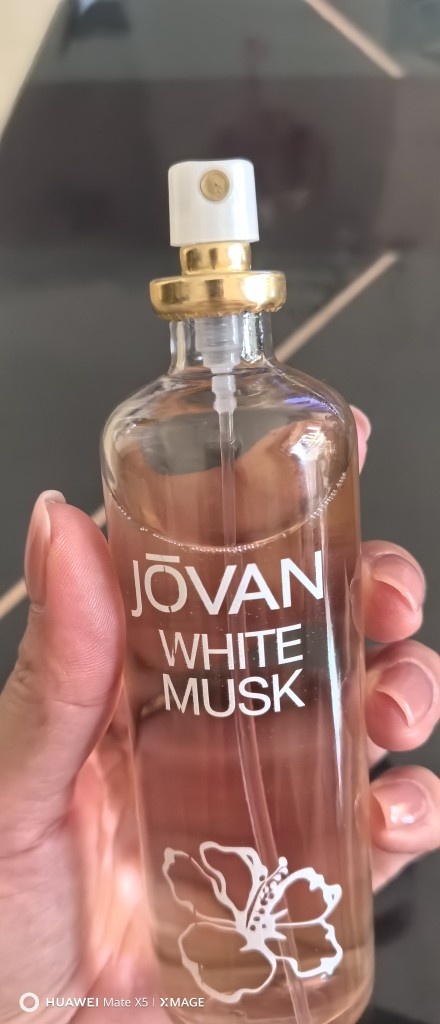 JŌVAN
WHITE
MUSK
HUAWEI Mate X5 | XMAGE